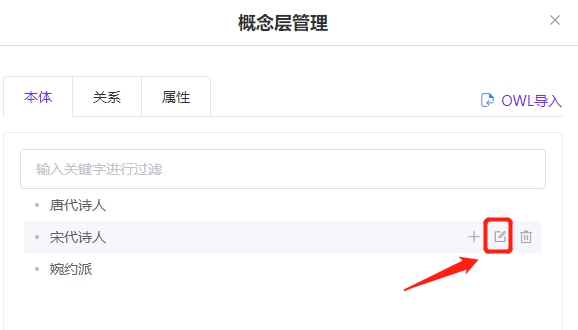 概念层管理
本体 关系 属性 OWL导入
输入关键字进行过滤
唐代诗人
宋代诗人
婉约派